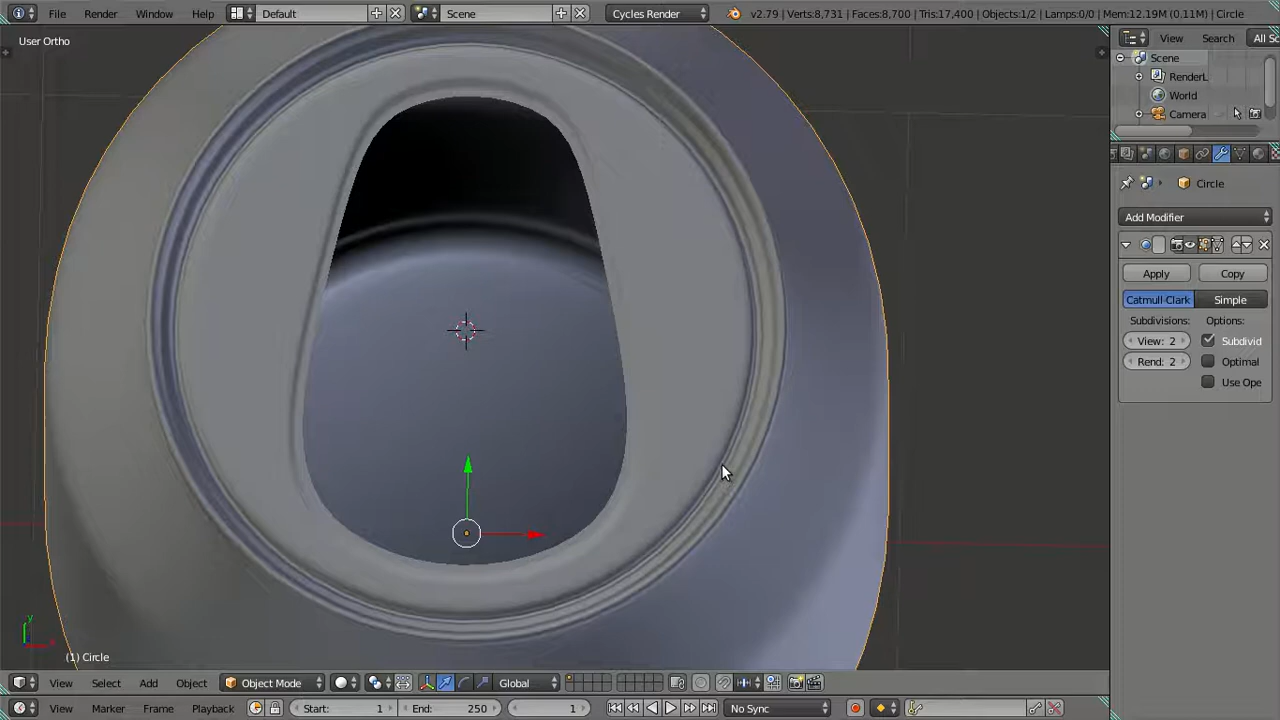 File Render Window Help Default Scene Cycles Render v2.79 | Verts:8,731 | Faces:8,700 | Tris:17,400 | Objects:1/2 | Lamps:0/0 | Mem:12.19M (0.11M) | Circle
User Ortho
View Search All Sc
Scene
RenderL
World
Camera
Circle
Add Modifier
Apply Copy
Catmull-Clark Simple
Subdivisions: Options:
View: 2 Subdivid
Rend: 2 Optimal
Use Ope
y
x
(1) Circle
View Select Add Object Object Mode Global
View Marker Frame Playback Start: 1 End: 250 1 No Sync